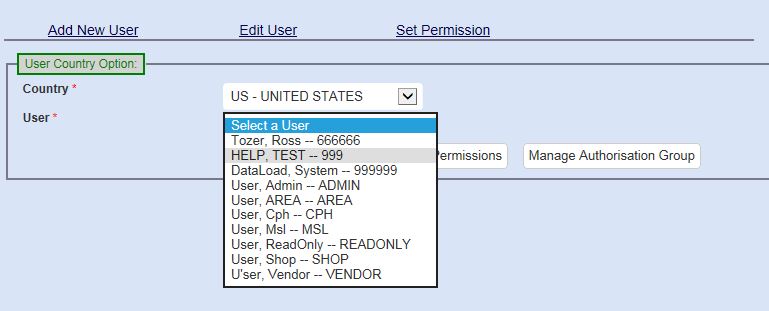 Add New User Edit User Set Permission
User Country Option:
Country *
US - UNITED STATES
User *
Select a User
Tozer, Ross -- 666666
HELP, TEST -- 999
DataLoad, System -- 999999
User, Admin -- ADMIN
User, AREA -- AREA
User, Cph -- CPH
User, Msl -- MSL
User, ReadOnly -- READONLY
User, Shop -- SHOP
U'ser, Vendor -- VENDOR
ermissions Manage Authorisation Group